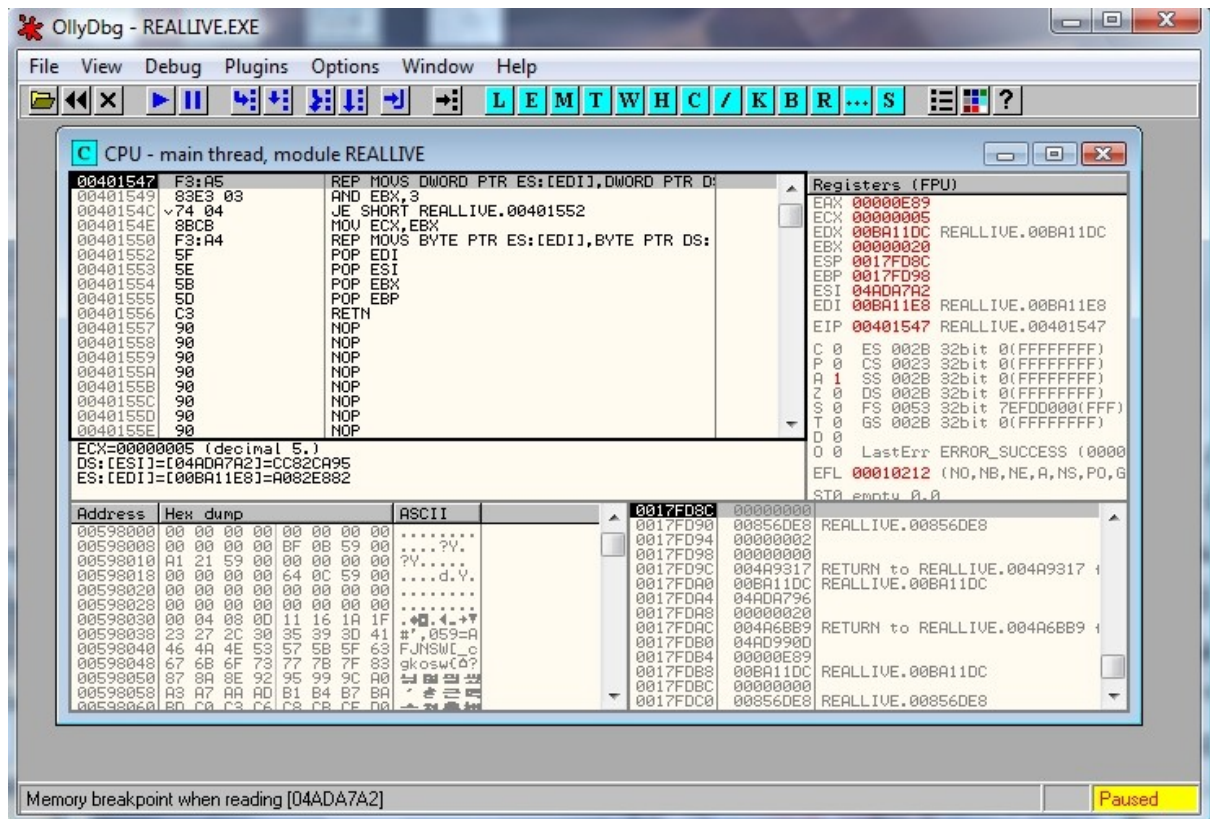 OllyDbg - REALLIVE.EXE
File View Debug Plugins Options Window Help
L E M T W H C / K B R ... S ?
C CPU - main thread, module REALLIVE
00401547 F3:A5 REP MOVS DWORD PTR ES:[EDI],DWORD PTR D
00401549 83E3 03 AND EBX,3
0040154C 74 04 JE SHORT REALLIVE.00401552
0040154E 8BCB MOV ECX,EBX
00401550 F3:A4 REP MOVS BYTE PTR ES:[EDI],BYTE PTR DS:
00401552 5F POP EDI
00401553 5E POP ESI
00401554 5B POP EBX
00401555 5D POP EBP
00401556 C3 RETN
00401557 90 NOP
00401558 90 NOP
00401559 90 NOP
0040155A 90 NOP
0040155B 90 NOP
0040155C 90 NOP
0040155D 90 NOP
0040155E 90 NOP
ECX=00000005 (decimal 5.)
DS:[ESI]=[04ADA7A2]=CC82CA95
ES:[EDI]=[00BA11E8]=A082E882
Registers (FPU)
EAX 00000E89
ECX 00000005
EDX 00BA11DC REALLIVE.00BA11DC
EBX 00000020
ESP 0017FD8C
EBP 0017FD98
ESI 04ADA7A2
EDI 00BA11E8 REALLIVE.00BA11E8
EIP 00401547 REALLIVE.00401547
C 0 ES 002B 32bit 0(FFFFFFFF)
P 0 CS 0023 32bit 0(FFFFFFFF)
A 1 SS 002B 32bit 0(FFFFFFFF)
Z 0 DS 002B 32bit 0(FFFFFFFF)
S 0 FS 0053 32bit 7EFDD000(FFF)
T 0 GS 002B 32bit 0(FFFFFFFF)
D 0
O 0 LastErr ERROR_SUCCESS (0000
EFL 00010212 (NO,NB,NE,A,NS,PO,G
ST0 empty 0.0
Address Hex dump ASCII
00598000 00 00 00 00 00 00 00 00 ........
00598008 00 00 00 00 BF 0B 59 00 ....?Y.
00598010 A1 21 59 00 00 00 00 00 ?Y.....
00598018 00 00 00 00 64 0C 59 00 ....d.Y.
00598020 00 00 00 00 00 00 00 00 ........
00598028 00 00 00 00 00 00 00 00 ........
00598030 00 04 08 0D 11 16 1A 1F
00598038 23 27 2C 30 35 39 3D 41 #',059=A
00598040 46 4A 4E 53 57 5B 5F 63 FJNSW[_c
00598048 67 6B 6F 73 77 7B 7F 83 gkosw{
00598050 87 8A 8E 92 95 99 9C A0
00598058 A3 A7 AA AD B1 B4 B7 BA
00598060 BD C0 C3 C6 C8 CB CE D0
0017FD8C 00000000
0017FD90 00856DE8 REALLIVE.00856DE8
0017FD94 00000002
0017FD98 00000000
0017FD9C 004A9317 RETURN to REALLIVE.004A9317
0017FDA0 00BA11DC REALLIVE.00BA11DC
0017FDA4 04ADA796
0017FDA8 00000020
0017FDAC 004A6BB9 RETURN to REALLIVE.004A6BB9
0017FDB0 04AD990D
0017FDB4 00000E89
0017FDB8 00BA11DC REALLIVE.00BA11DC
0017FDBC 00000000
0017FDC0 00856DE8 REALLIVE.00856DE8
Memory breakpoint when reading [04ADA7A2] Paused